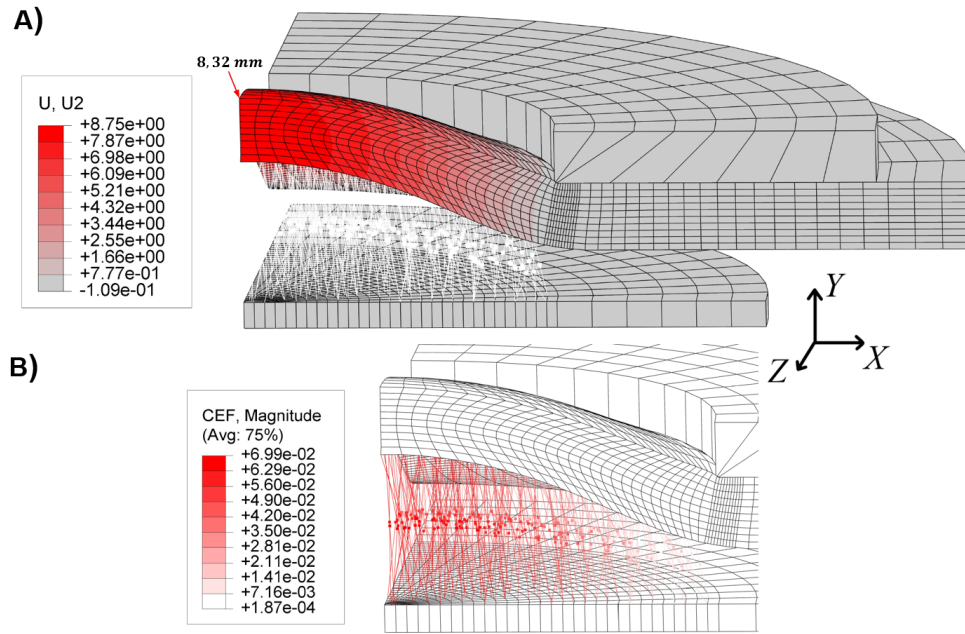 A)
8,32 mm
U, U2
+8.75e+00
+7.87e+00
+6.98e+00
+6.09e+00
+5.21e+00
+4.32e+00
+3.44e+00
+2.55e+00
+1.66e+00
+7.77e-01
-1.09e-01
Y
Z
X
B)
CEF, Magnitude
(Avg: 75%)
+6.99e-02
+6.29e-02
+5.60e-02
+4.90e-02
+4.20e-02
+3.50e-02
+2.81e-02
+2.11e-02
+1.41e-02
+7.16e-03
+1.87e-04